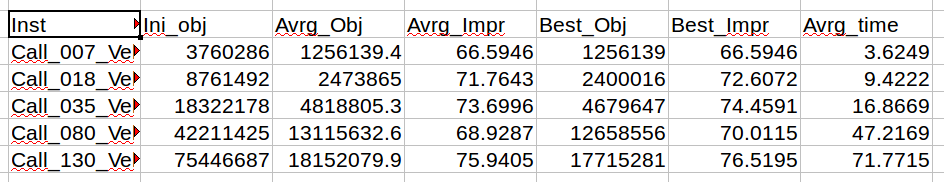 Inst Ini_obj Avrg_Obj Avrg_Impr Best_Obj Best_Impr Avrg_time
Call_007_Ve 3760286 1256139.4 66.5946 1256139 66.5946 3.6249
Call_018_Ve 8761492 2473865 71.7643 2400016 72.6072 9.4222
Call_035_Ve 18322178 4818805.3 73.6996 4679647 74.4591 16.8669
Call_080_Ve 42211425 13115632.6 68.9287 12658556 70.0115 47.2169
Call_130_Ve 75446687 18152079.9 75.9405 17715281 76.5195 71.7715